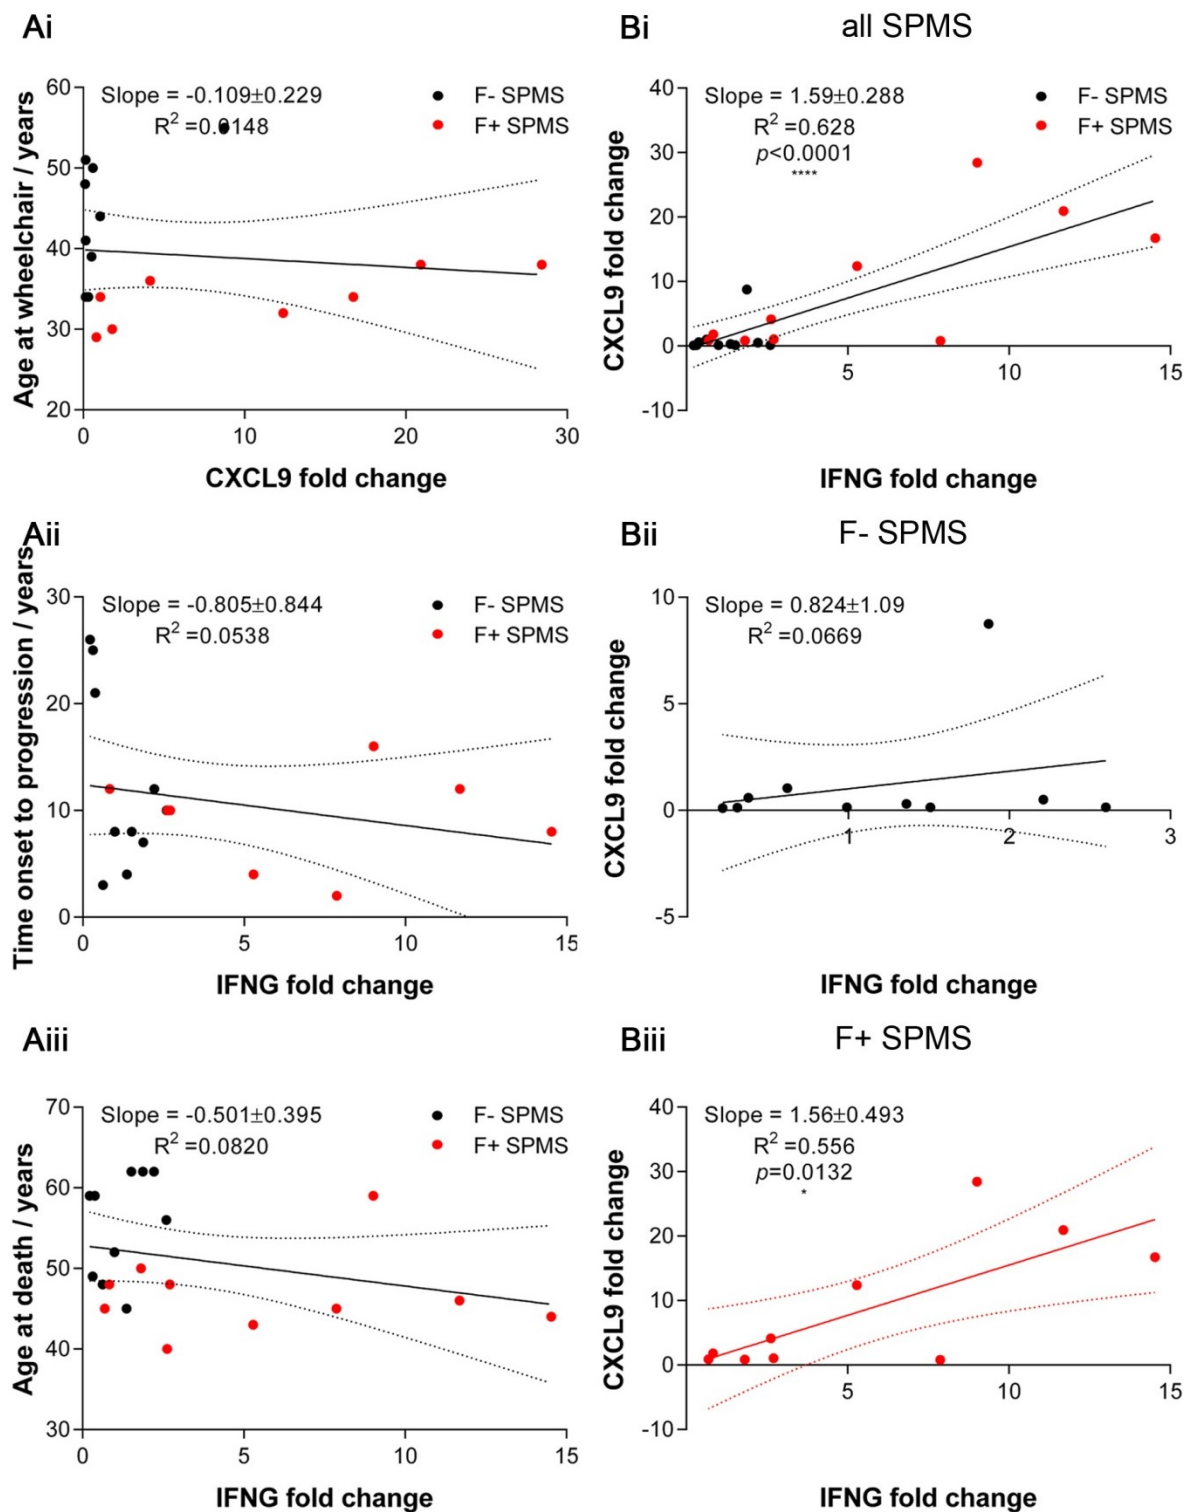 Ai
Age at wheelchair / years
60
50
40
30
20
Slope = -0.109±0.229
R² =0.0148
F- SPMS
F+ SPMS
0 10 20 30
CXCL9 fold change
Bi
all SPMS
CXCL9 fold change
40
30
20
10
0
-10
Slope = 1.59±0.288
R² =0.628
p<0.0001
****
F- SPMS
F+ SPMS
5 10 15
IFNG fold change
Aii
Time onset to progression / years
30
20
10
0
Slope = -0.805±0.844
R² =0.0538
F- SPMS
F+ SPMS
0 5 10 15
IFNG fold change
Bii
F- SPMS
CXCL9 fold change
10
5
0
-5
Slope = 0.824±1.09
R² =0.0669
1 2 3
IFNG fold change
Aiii
Age at death / years
70
60
50
40
30
Slope = -0.501±0.395
R² =0.0820
F- SPMS
F+ SPMS
0 5 10 15
IFNG fold change
Biii
F+ SPMS
CXCL9 fold change
40
30
20
10
0
-10
Slope = 1.56±0.493
R² =0.556
p=0.0132
*
5 10 15
IFNG fold change